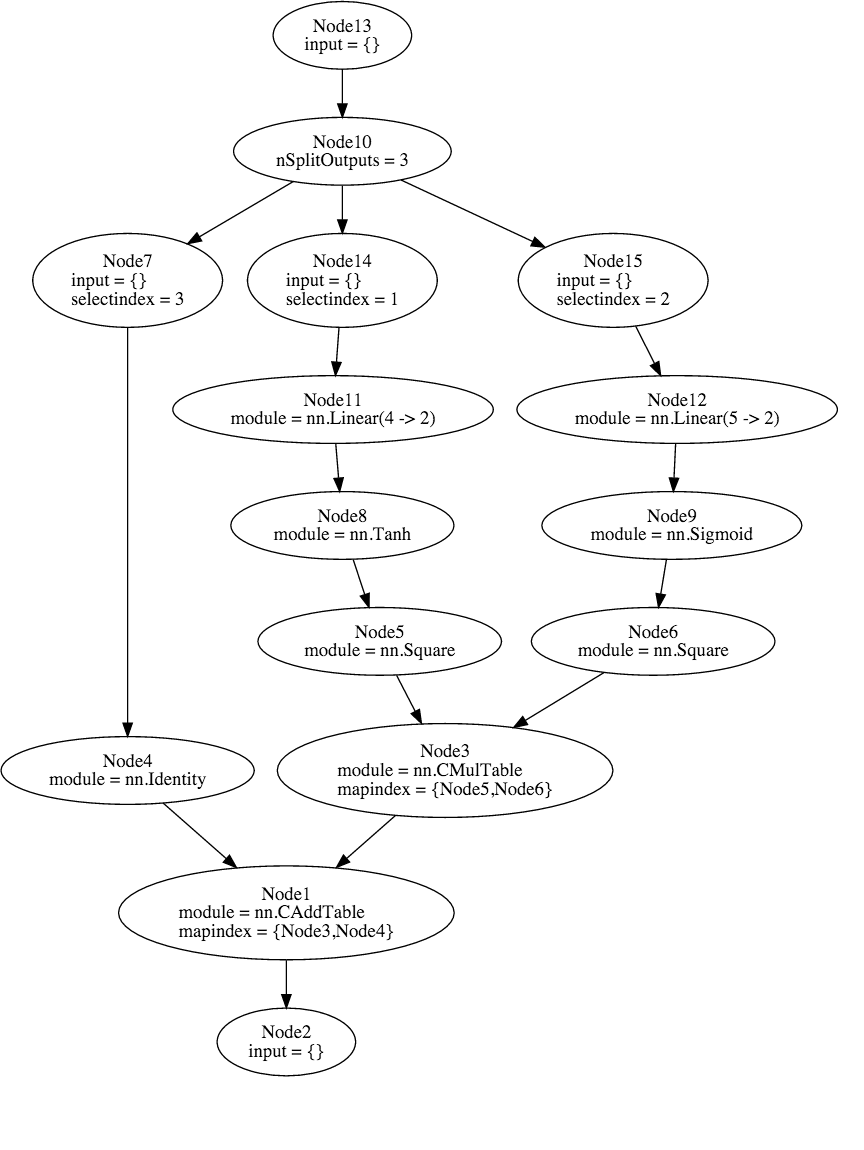 Node13
input = {}
Node10
nSplitOutputs = 3
Node7
input = {}
selectindex = 3
Node14
input = {}
selectindex = 1
Node15
input = {}
selectindex = 2
Node11
module = nn.Linear(4 -> 2)
Node12
module = nn.Linear(5 -> 2)
Node8
module = nn.Tanh
Node9
module = nn.Sigmoid
Node5
module = nn.Square
Node6
module = nn.Square
Node4
module = nn.Identity
Node3
module = nn.CMulTable
mapindex = {Node5,Node6}
Node1
module = nn.CAddTable
mapindex = {Node3,Node4}
Node2
input = {}